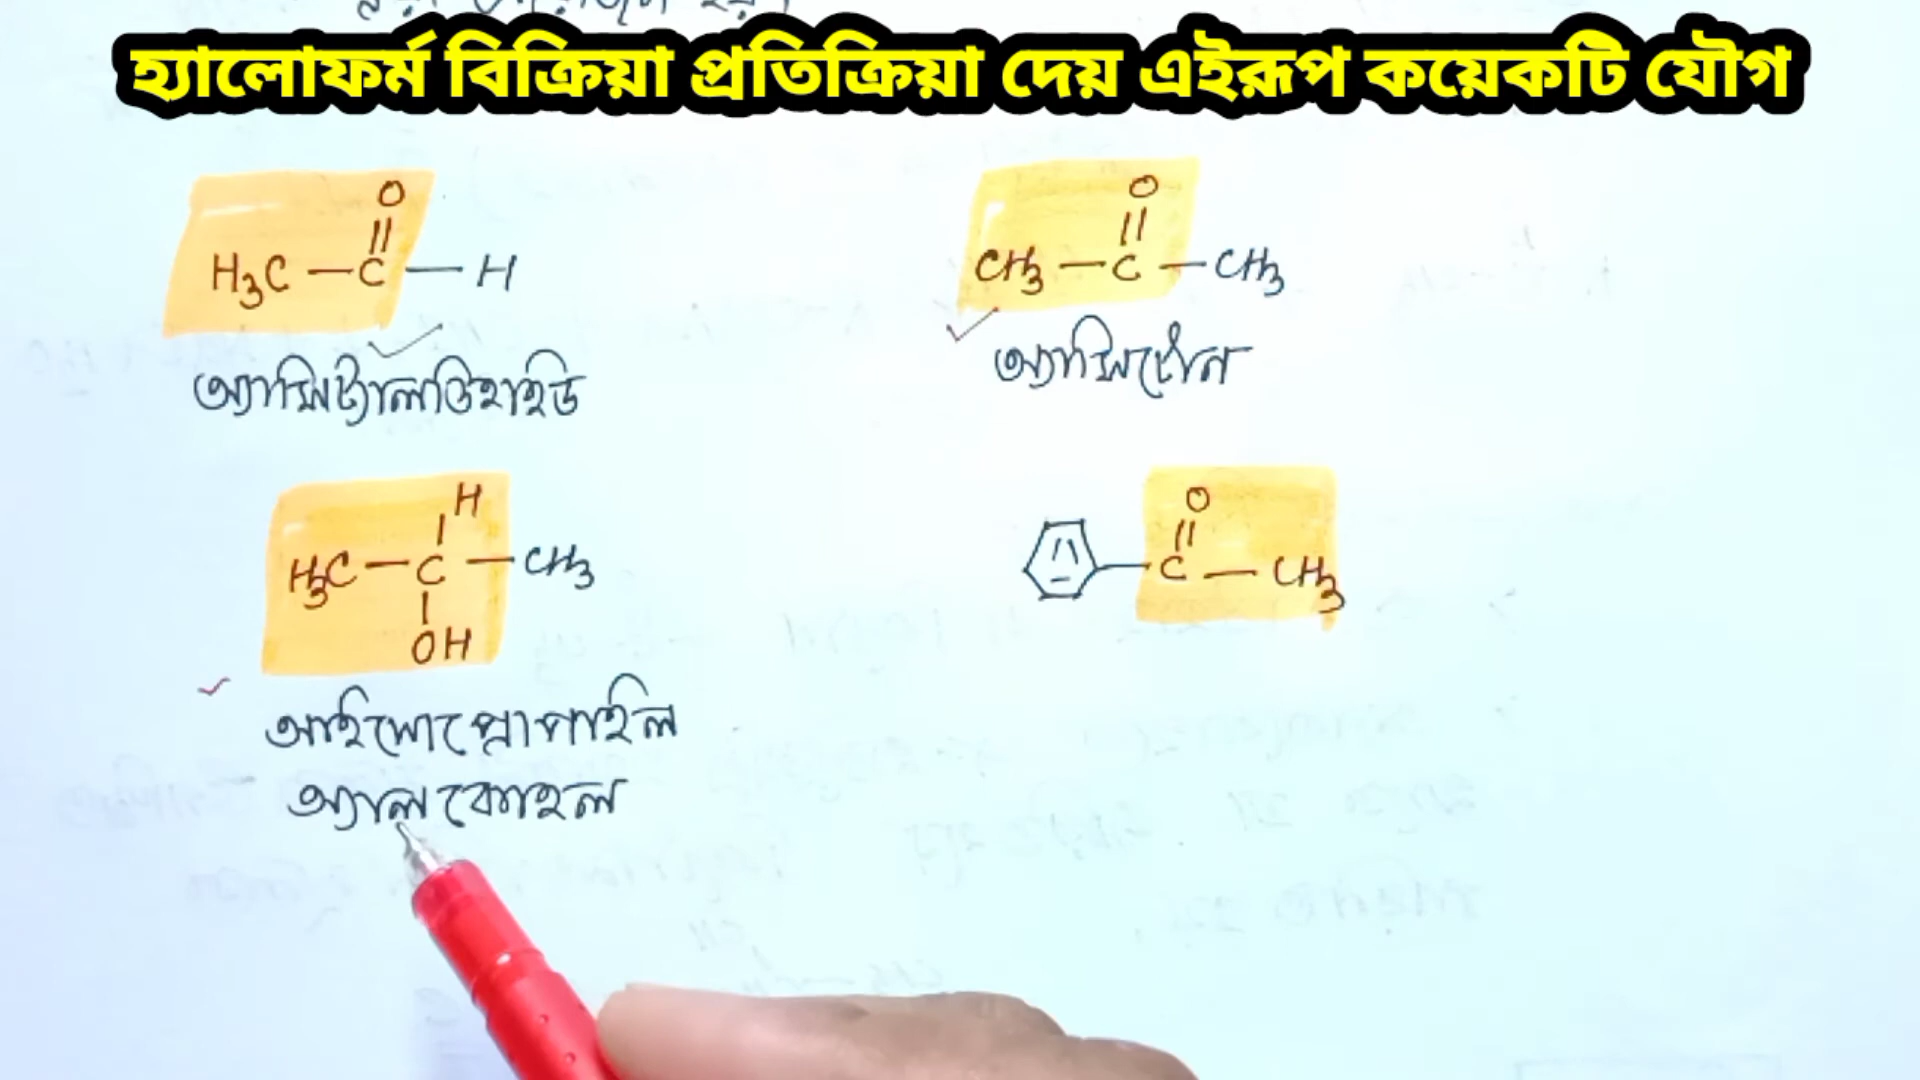 হ্যালোফর্ম বিক্রিয়া প্রতিক্রিয়া দেয় এইরূপ কয়েকটি যৌগ
O
||
H₃C — C — H
অ্যাসিট্যালডিহাইড
O
||
CH₃ — C — CH₃
অ্যাসিটোন
H
|
H₃C — C — CH₃
|
OH
আইসোপ্রোপাইল
অ্যালকোহল
O
||
C — CH₃